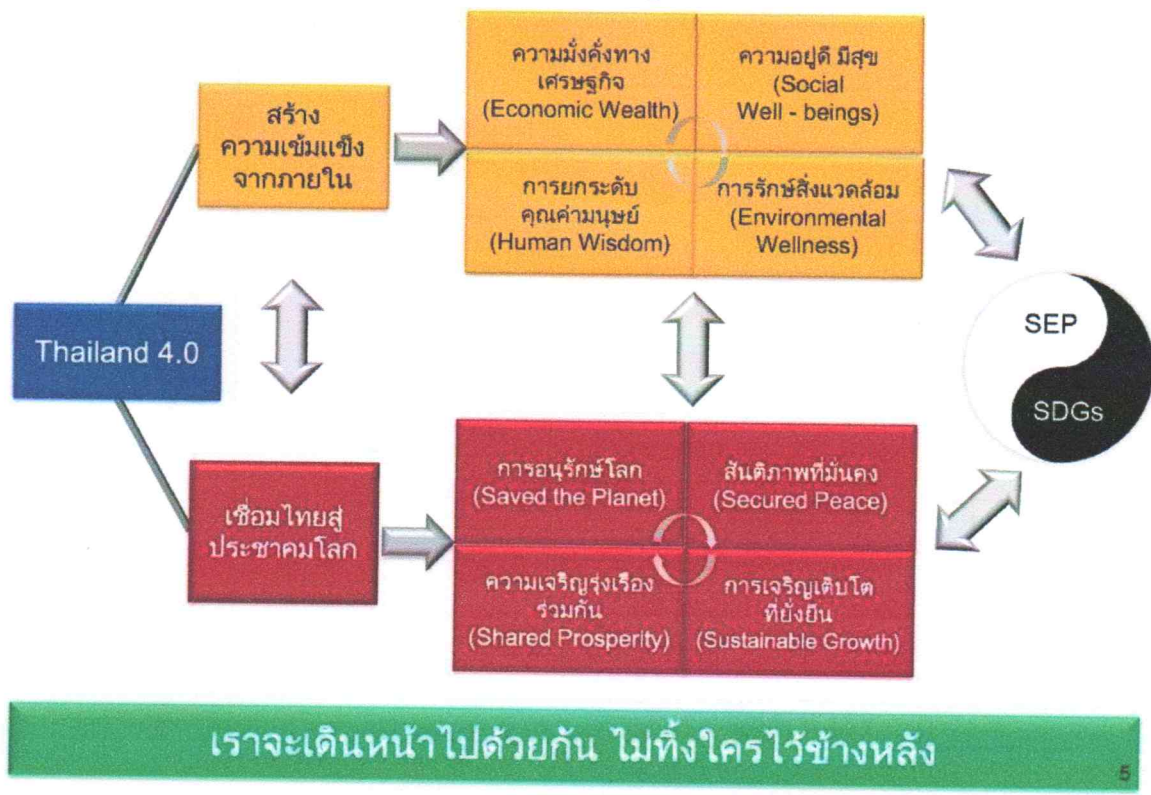 ความมั่งคั่งทาง
เศรษฐกิจ
(Economic Wealth)
ความอยู่ดี มีสุข
(Social
Well - beings)
สร้าง
ความเข้มแข็ง
จากภายใน
การยกระดับ
คุณค่ามนุษย์
(Human Wisdom)
การรักษ์สิ่งแวดล้อม
(Environmental
Wellness)
Thailand 4.0
SEP
SDGs
เชื่อมไทยสู่
ประชาคมโลก
การอนุรักษ์โลก
(Saved the Planet)
สันติภาพที่มั่นคง
(Secured Peace)
ความเจริญรุ่งเรือง
ร่วมกัน
(Shared Prosperity)
การเจริญเติบโต
ที่ยั่งยืน
(Sustainable Growth)
เราจะเดินหน้าไปด้วยกัน ไม่ทิ้งใครไว้ข้างหลัง
5